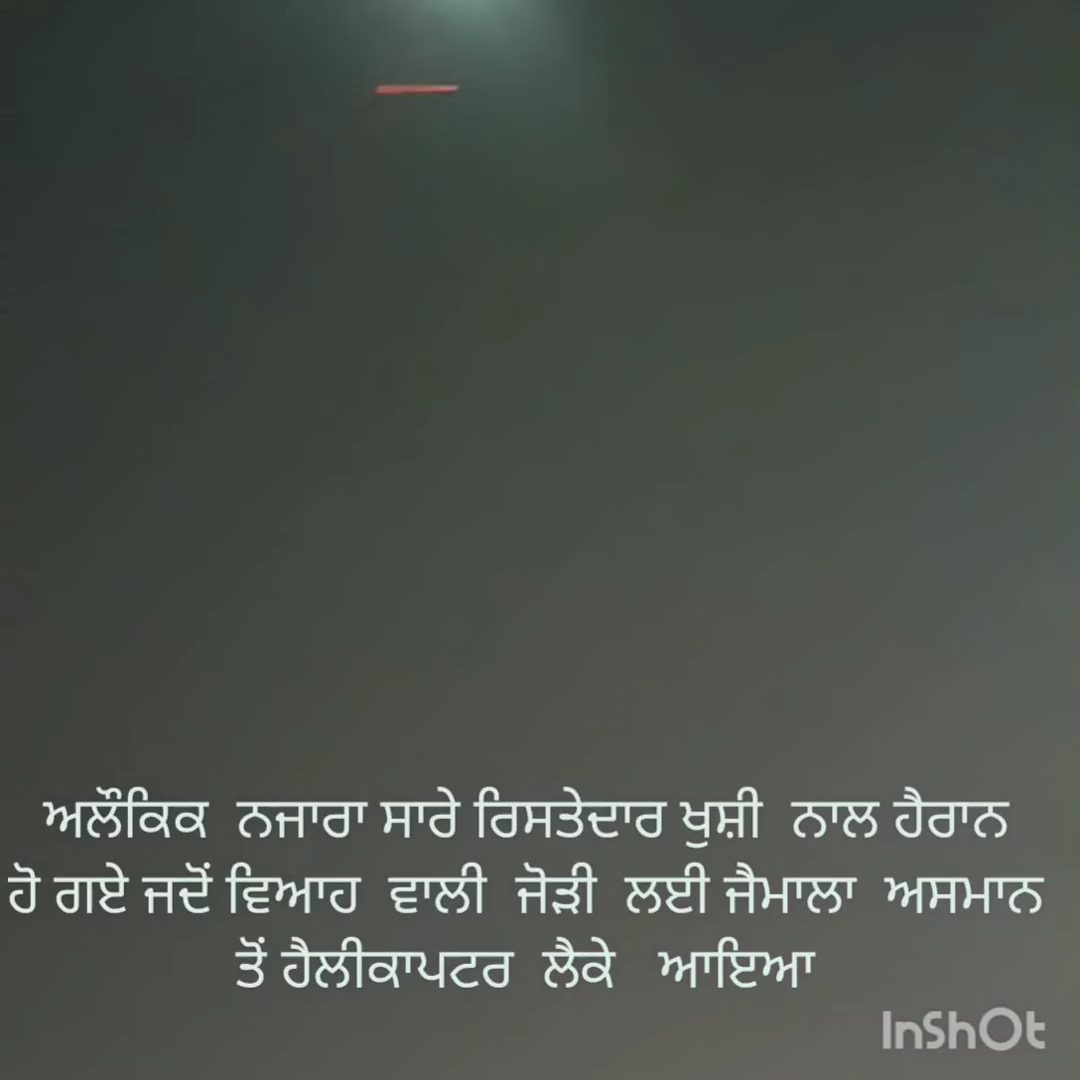 ਅਲੌਕਿਕ ਨਜਾਰਾ ਸਾਰੇ ਰਿਸਤੇਦਾਰ ਖੁਸ਼ੀ ਨਾਲ ਹੈਰਾਨ
ਹੋ ਗਏ ਜਦੋਂ ਵਿਆਹ ਵਾਲੀ ਜੋੜੀ ਲਈ ਜੈਮਾਲਾ ਅਸਮਾਨ
ਤੋਂ ਹੈਲੀਕਾਪਟਰ ਲੈਕੇ ਆਇਆ
InShOt